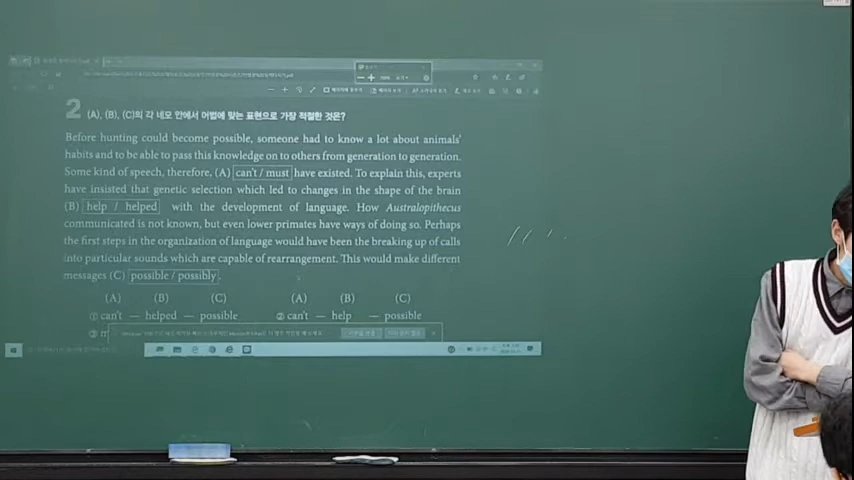 2 (A), (B), (C)의 각 네모 안에서 어법에 맞는 표현으로 가장 적절한 것은?
Before hunting could become possible, someone had to know a lot about animals'
habits and to be able to pass this knowledge on to others from generation to generation.
Some kind of speech, therefore, (A) can't / must have existed. To explain this, experts
have insisted that genetic selection which led to changes in the shape of the brain
(B) help / helped with the development of language. How Australopithecus
communicated is not known, but even lower primates have ways of doing so. Perhaps
the first steps in the organization of language would have been the breaking up of calls
into particular sounds which are capable of rearrangement. This would make different
messages (C) possible / possibly.
(A) (B) (C) (A) (B) (C)
① can't — helped — possible ② can't — help — possible
③